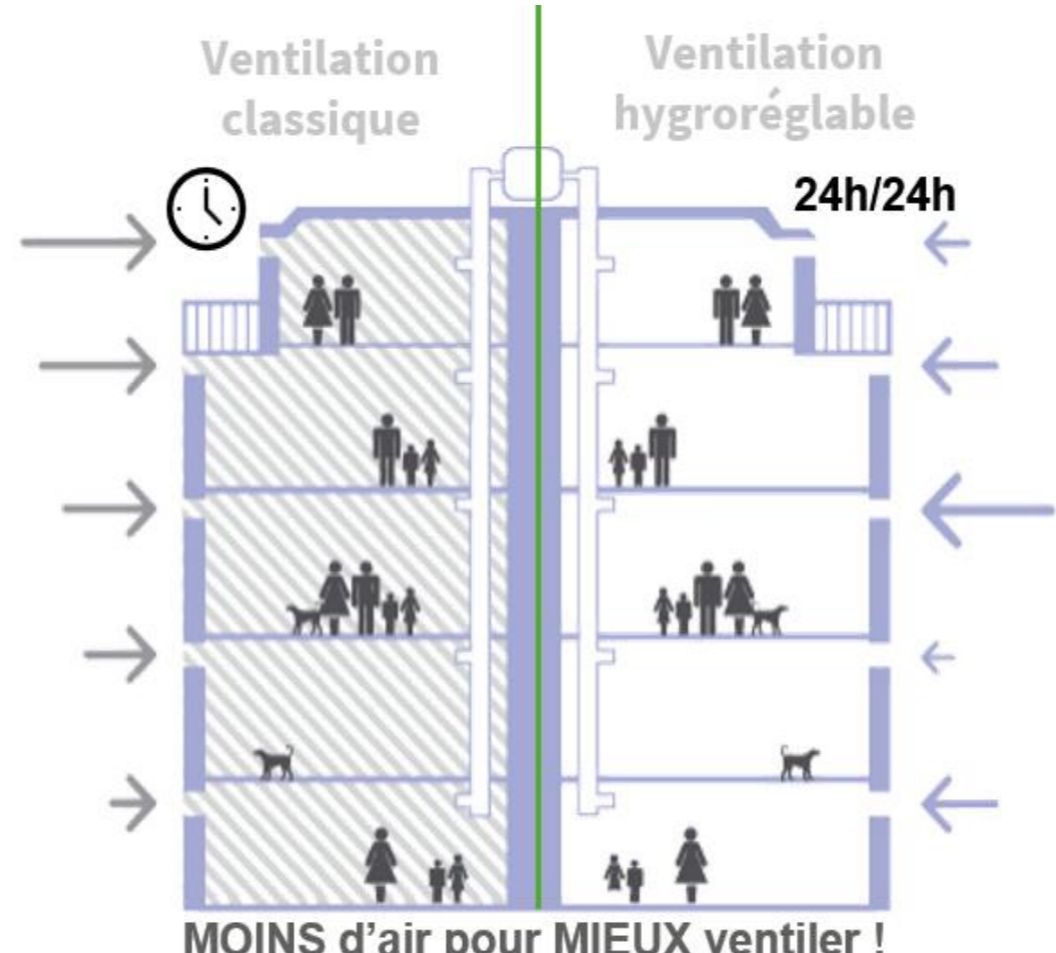 Ventilation
classique
Ventilation
hygroréglable
24h/24h
MOINS d'air pour MIEUX ventiler !